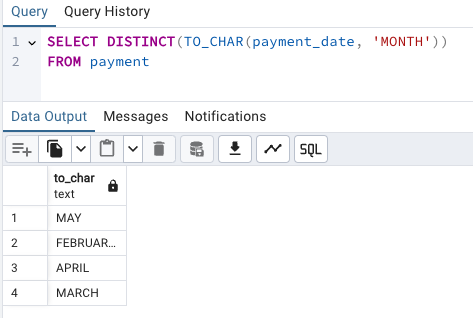 Query Query History
1 SELECT DISTINCT(TO_CHAR(payment_date, 'MONTH'))
2 FROM payment
Data Output Messages Notifications
SQL
to_char
text
1 MAY
2 FEBRUAR...
3 APRIL
4 MARCH